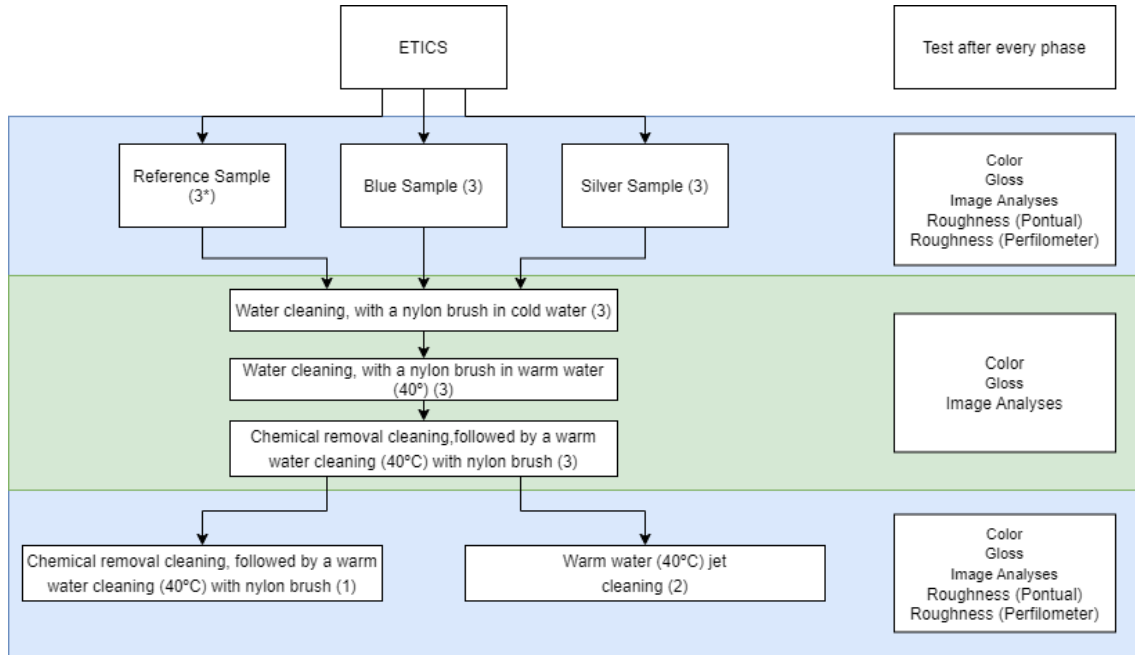 ETICS
Test after every phase
Reference Sample
(3*)
Blue Sample (3)
Silver Sample (3)
Color
Gloss
Image Analyses
Roughness (Pontual)
Roughness (Perfilometer)
Water cleaning, with a nylon brush in cold water (3)
Water cleaning, with a nylon brush in warm water
(40º) (3)
Chemical removal cleaning,followed by a warm
water cleaning (40ºC) with nylon brush (3)
Color
Gloss
Image Analyses
Chemical removal cleaning, followed by a warm
water cleaning (40ºC) with nylon brush (1)
Warm water (40ºC) jet
cleaning (2)
Color
Gloss
Image Analyses
Roughness (Pontual)
Roughness (Perfilometer)